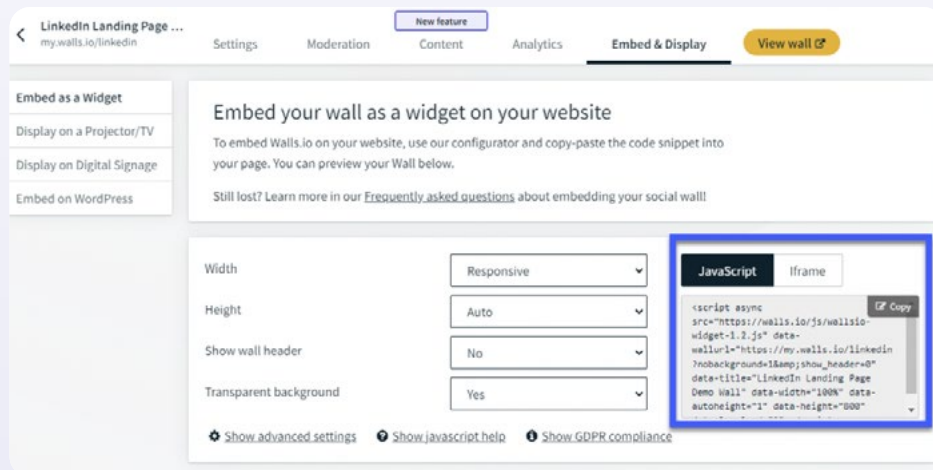 LinkedIn Landing Page ...
my.walls.io/linkedin
New feature
Settings Moderation Content Analytics Embed & Display View wall
Embed as a Widget
Display on a Projector/TV
Display on Digital Signage
Embed on WordPress
Embed your wall as a widget on your website
To embed Walls.io on your website, use our configurator and copy-paste the code snippet into
your page. You can preview your Wall below.
Still lost? Learn more in our Frequently asked questions about embedding your social wall!
Width Responsive
Height Auto
Show wall header No
Transparent background Yes
Show advanced settings Show javascript help Show GDPR compliance
JavaScript Iframe
Copy
<script async
src="https://walls.io/js/wallsio-
widget-1.2.js" data-
wallurl="https://my.walls.io/linkedin
?nobackground=1&amp;show_header=0"
data-title="LinkedIn Landing Page
Demo Wall" data-width="100%" data-
autoheight="1" data-height="800"